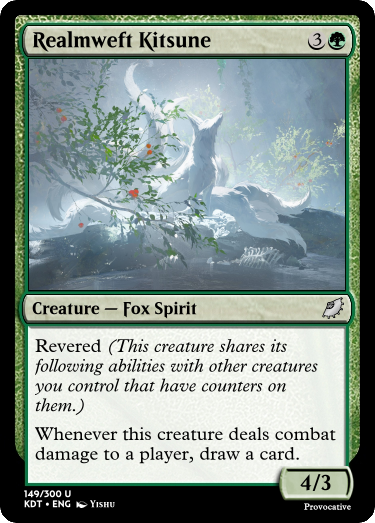 Realmweft Kitsune 3
Creature — Fox Spirit
Revered (This creature shares its
following abilities with other creatures
you control that have counters on
them.)
Whenever this creature deals combat
damage to a player, draw a card.
4/3
149/300 U
KDT • ENG Yishu
Provocative